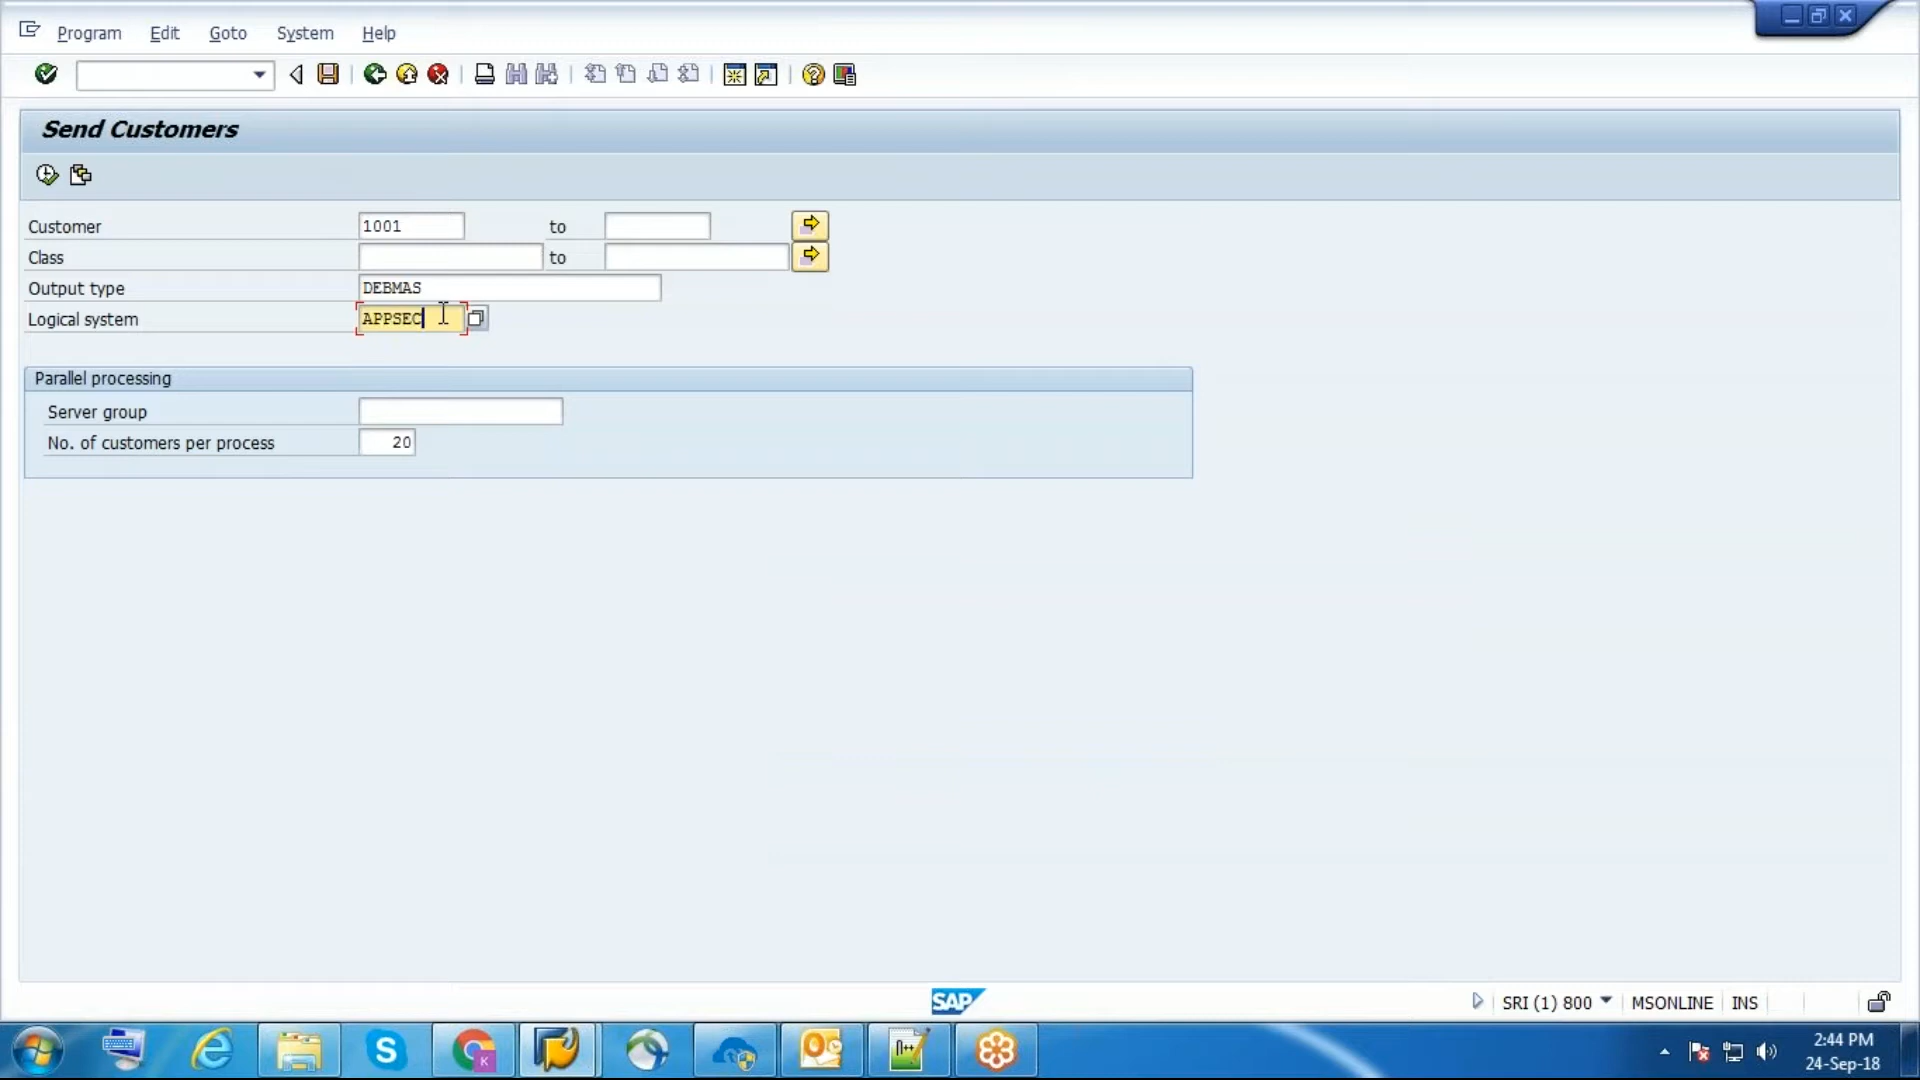 Program Edit Goto System Help
Send Customers
Customer 1001 to
Class to
Output type DEBMAS
Logical system APPSEC
Parallel processing
Server group
No. of customers per process 20
SAP
SRI (1) 800 MSONLINE INS
K
S
n++
2:44 PM
24-Sep-18